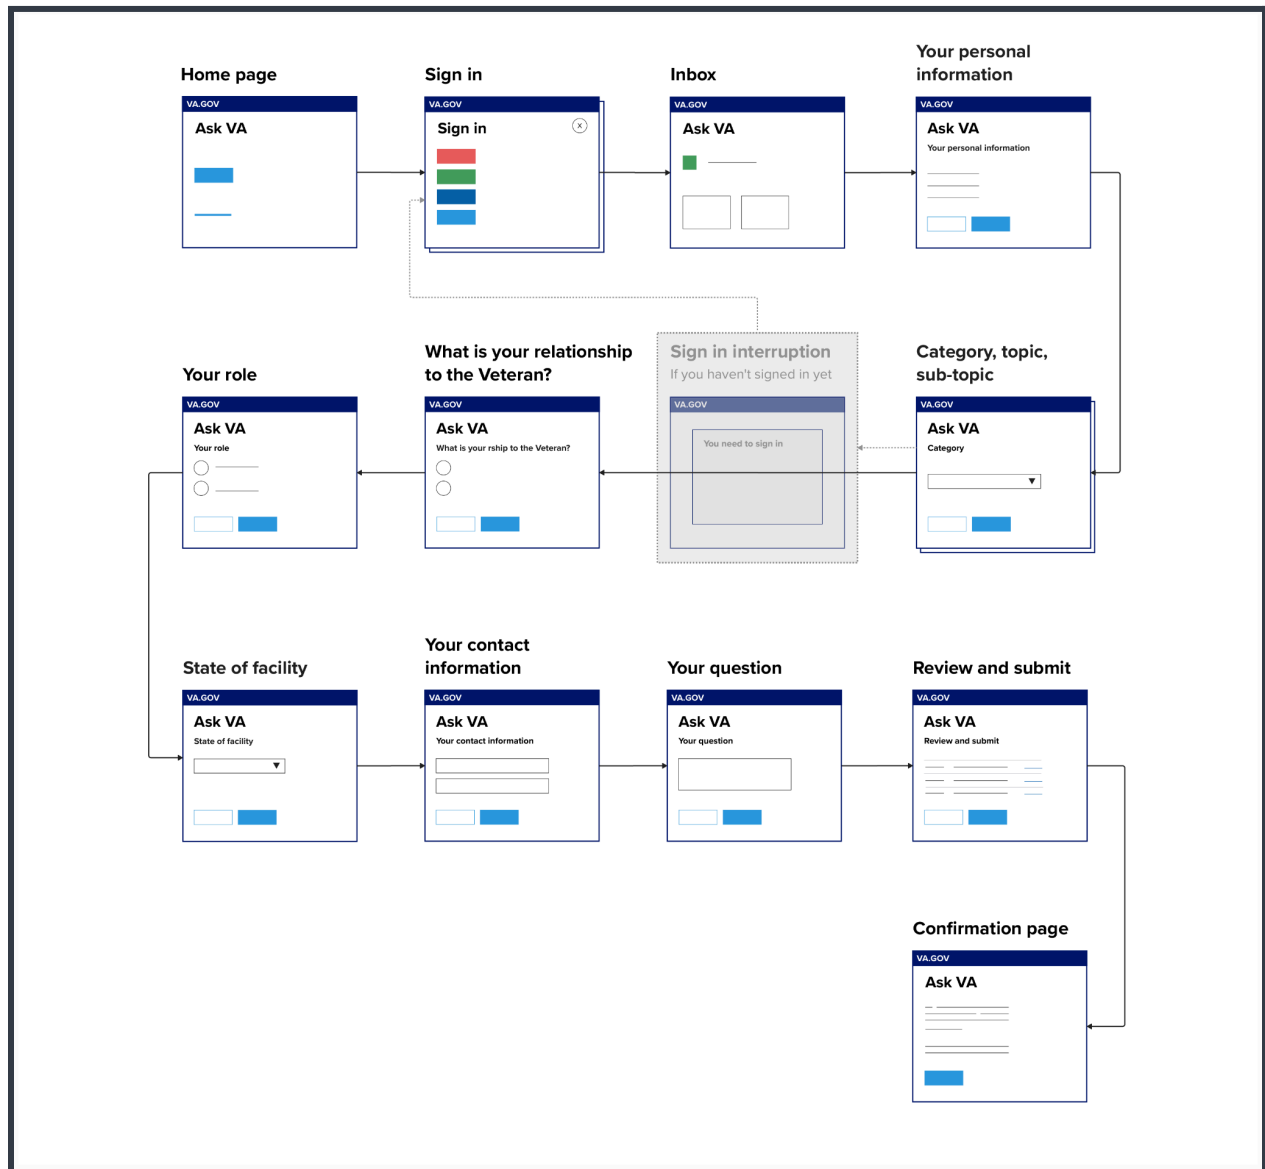 Home page
VA.GOV
Ask VA
Sign in
VA.GOV
Sign in
X
Inbox
VA.GOV
Ask VA
Your personal
information
VA.GOV
Ask VA
Your personal information
Your role
VA.GOV
Ask VA
Your role
What is your relationship
to the Veteran?
VA.GOV
Ask VA
What is your rship to the Veteran?
Sign in interruption
If you haven't signed in yet
VA.GOV
You need to sign in
Category, topic,
sub-topic
VA.GOV
Ask VA
Category
State of facility
VA.GOV
Ask VA
State of facility
Your contact
information
VA.GOV
Ask VA
Your contact information
Your question
VA.GOV
Ask VA
Your question
Review and submit
VA.GOV
Ask VA
Review and submit
Confirmation page
VA.GOV
Ask VA